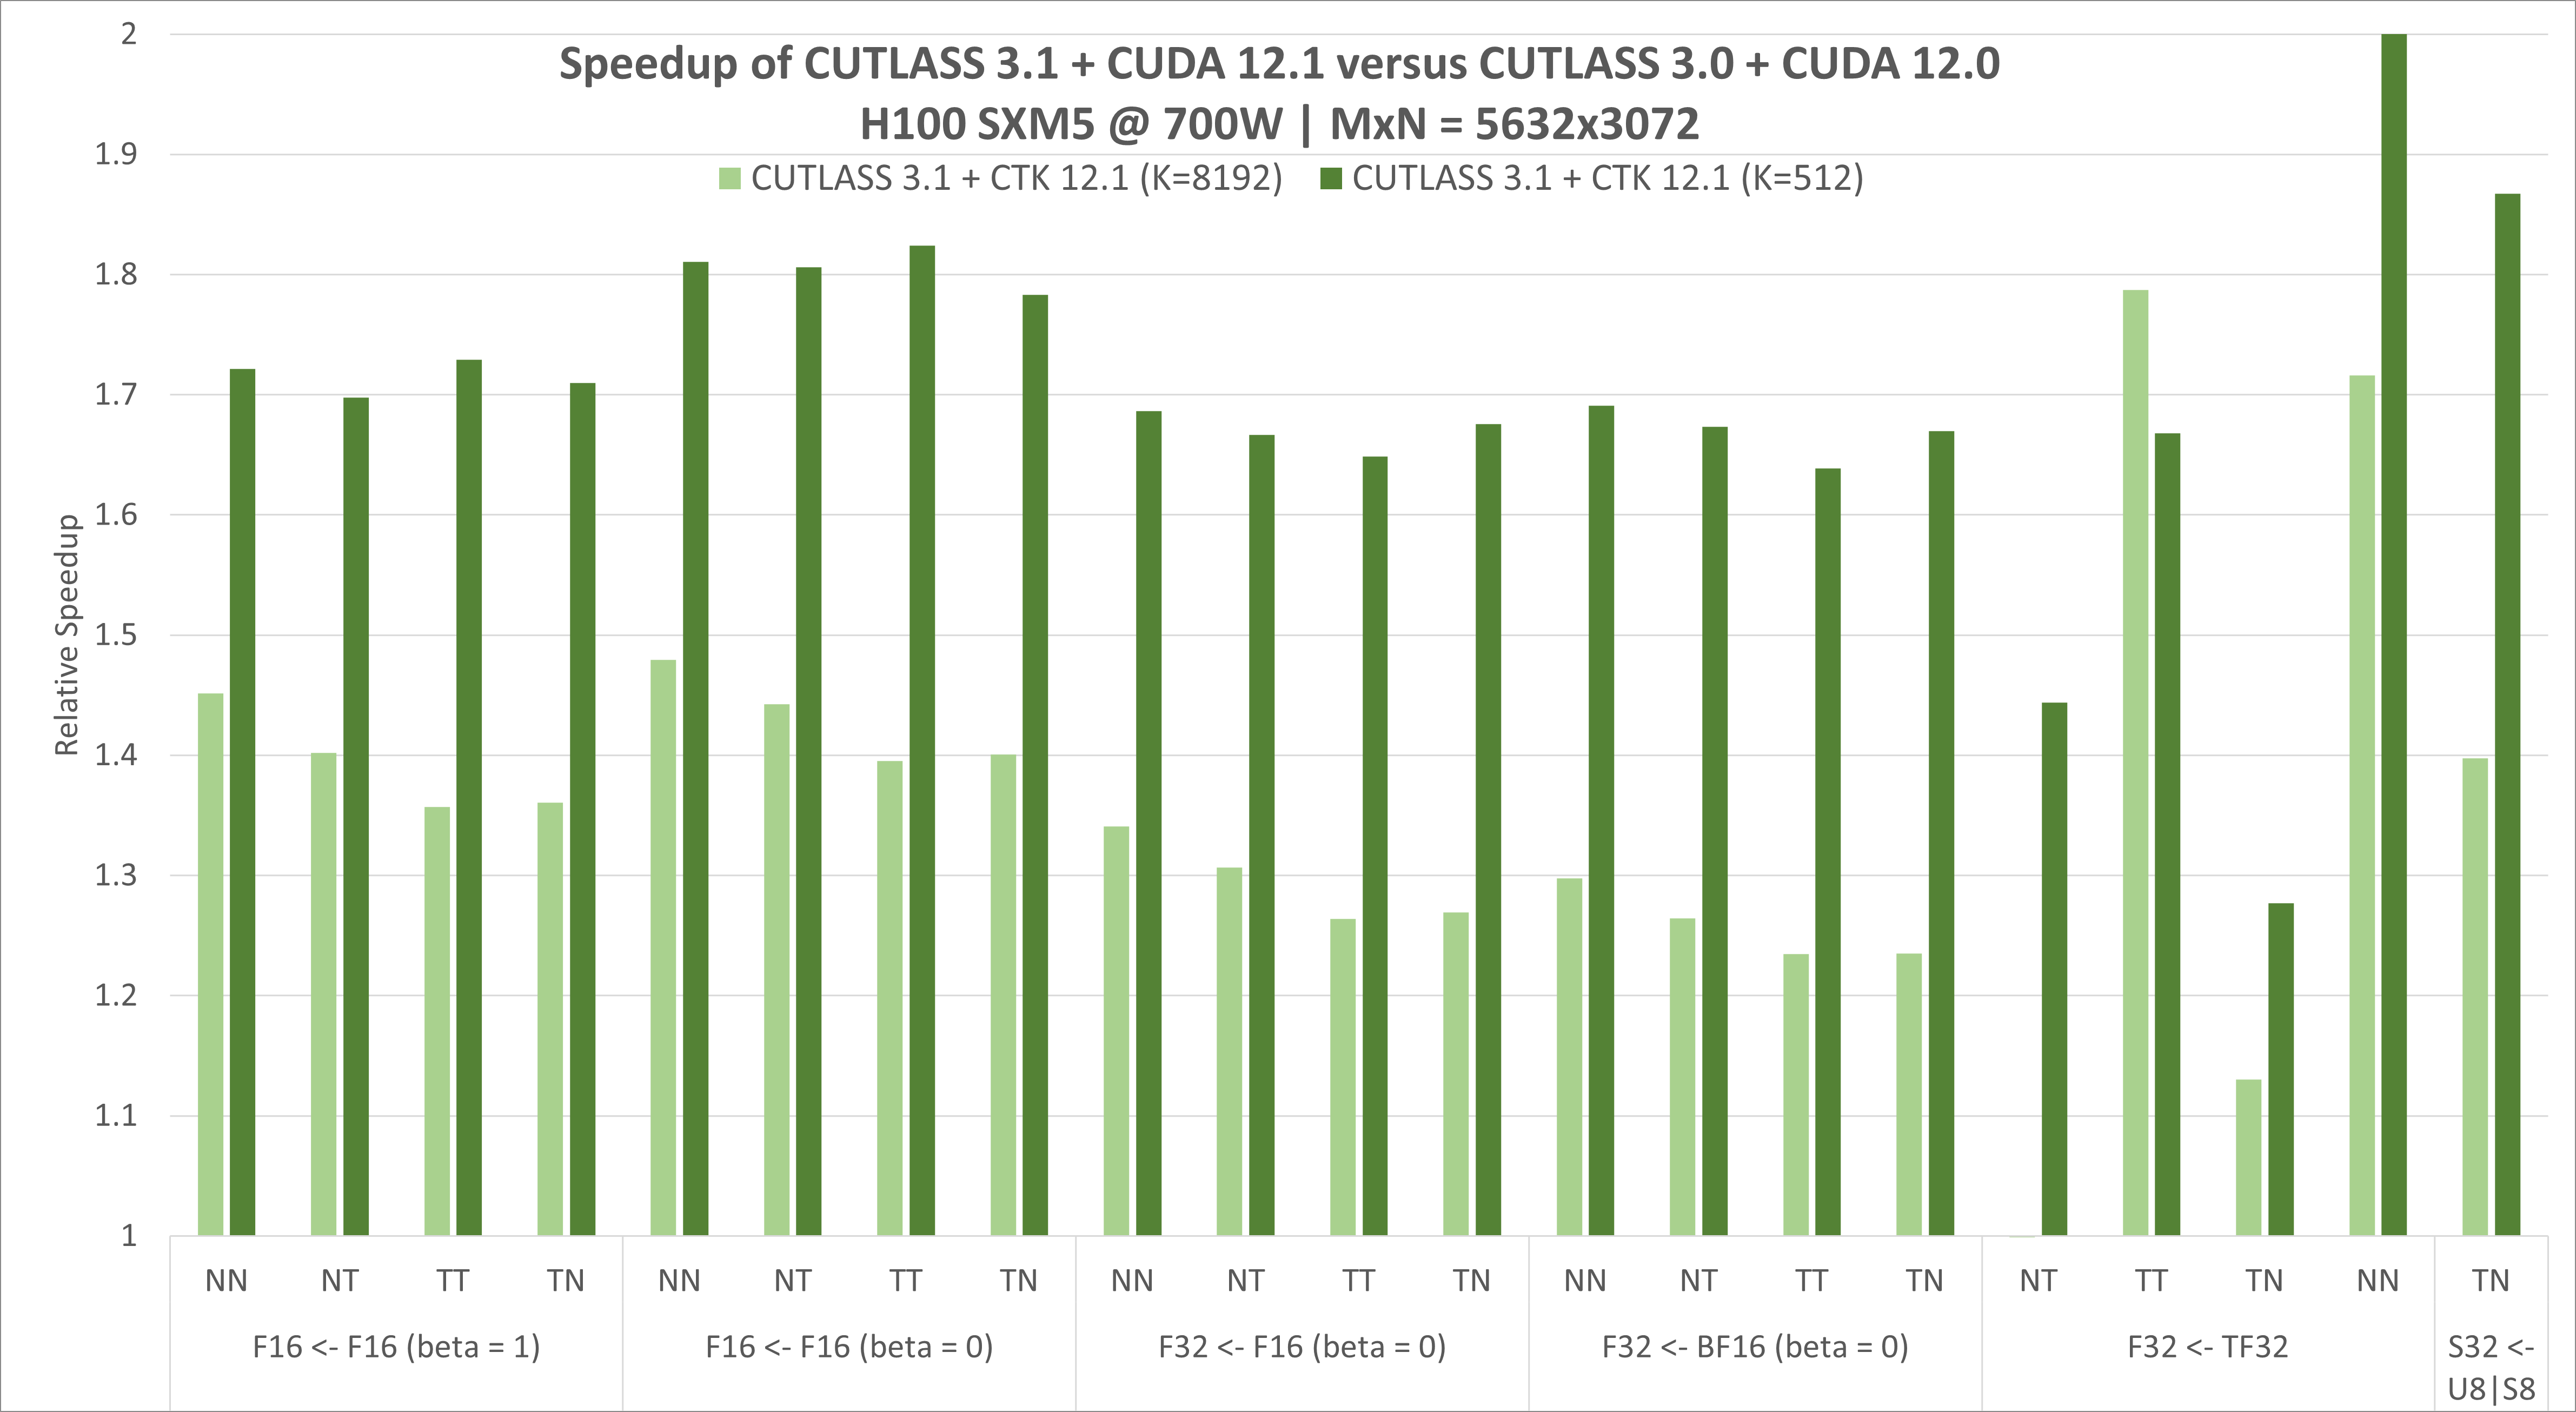 Speedup of CUTLASS 3.1 + CUDA 12.1 versus CUTLASS 3.0 + CUDA 12.0
H100 SXM5 @ 700W | MxN = 5632x3072
CUTLASS 3.1 + CTK 12.1 (K=8192) CUTLASS 3.1 + CTK 12.1 (K=512)
Relative Speedup
2
1.9
1.8
1.7
1.6
1.5
1.4
1.3
1.2
1.1
1
NN NT TT TN NN NT TT TN NN NT TT TN NN NT TT TN NT TT TN NN TN
F16 <- F16 (beta = 1) F16 <- F16 (beta = 0) F32 <- F16 (beta = 0) F32 <- BF16 (beta = 0) F32 <- TF32 S32 <-
U8|S8